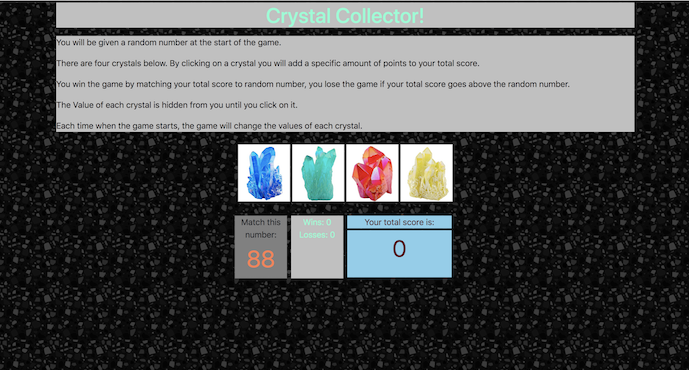 Crystal Collector!
You will be given a random number at the start of the game.
There are four crystals below. By clicking on a crystal you will add a specific amount of points to your total score.
You win the game by matching your total score to random number, you lose the game if your total score goes above the random number.
The Value of each crystal is hidden from you until you click on it.
Each time when the game starts, the game will change the values of each crystal.
Match this
number:
88
Wins: 0
Losses: 0
Your total score is:
0